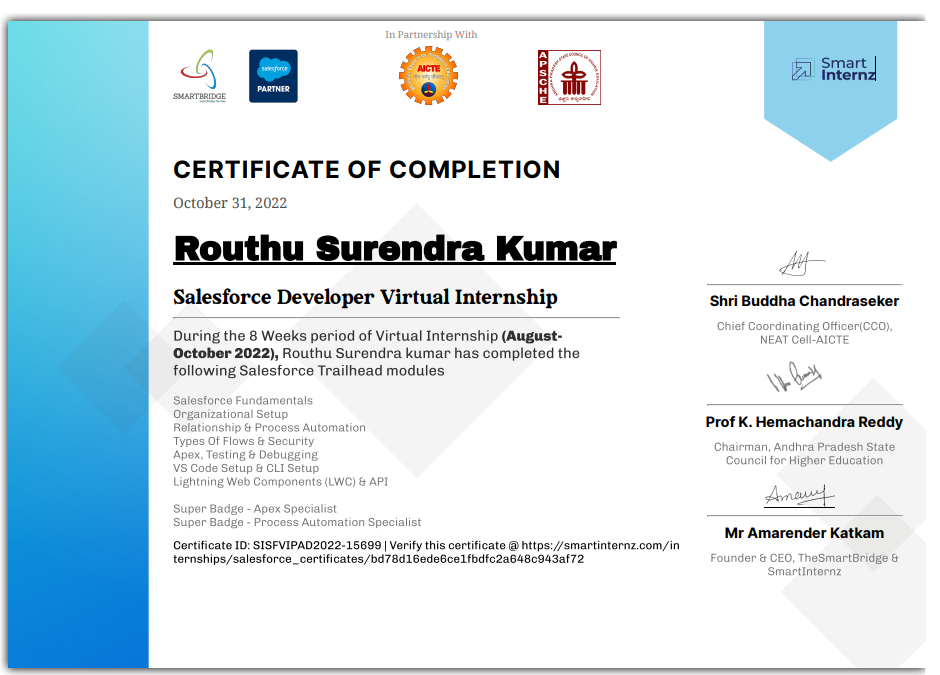 In Partnership With
SMARTBRIDGE
salesforce
PARTNER
AICTE
APSCHE
Smart
Internz
CERTIFICATE OF COMPLETION
October 31, 2022
Routhu Surendra Kumar
Salesforce Developer Virtual Internship
During the 8 Weeks period of Virtual Internship (August-
October 2022), Routhu Surendra kumar has completed the
following Salesforce Trailhead modules
Salesforce Fundamentals
Organizational Setup
Relationship & Process Automation
Types Of Flows & Security
Apex, Testing & Debugging
VS Code Setup & CLI Setup
Lightning Web Components (LWC) & API
Super Badge - Apex Specialist
Super Badge - Process Automation Specialist
Certificate ID: SISFVIPAD2022-15699 | Verify this certificate @ https://smartinternz.com/in
ternships/salesforce_certificates/bd78d16ede6ce1fbdfc2a648c943af72
Shri Buddha Chandraseker
Chief Coordinating Officer(CCO),
NEAT Cell-AICTE
Prof K. Hemachandra Reddy
Chairman, Andhra Pradesh State
Council for Higher Education
Mr Amarender Katkam
Founder & CEO, TheSmartBridge &
SmartInternz